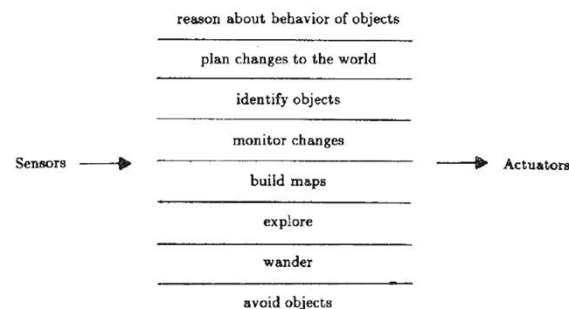 reason about behavior of objects
plan changes to the world
identify objects
monitor changes
Sensors
Actuators
build maps
explore
wander
avoid objects